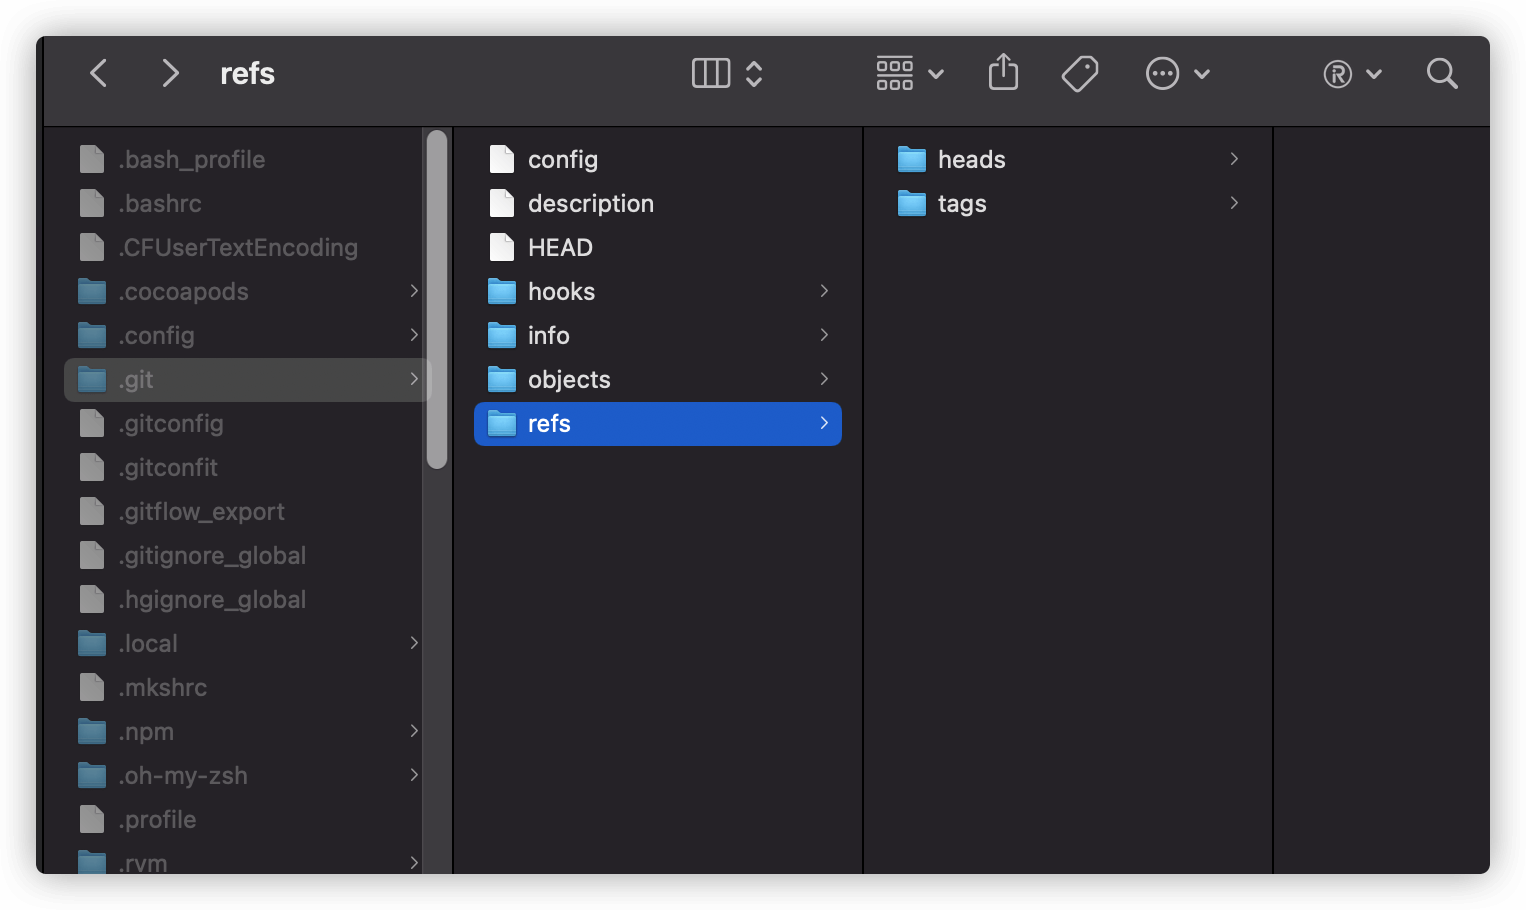 refs
.bash_profile
.bashrc
.CFUserTextEncoding
.cocoapods
.config
.git
.gitconfig
.gitconfit
.gitflow_export
.gitignore_global
.hgignore_global
.local
.mkshrc
.npm
.oh-my-zsh
.profile
.rvm
config
description
HEAD
hooks
info
objects
refs
heads
tags